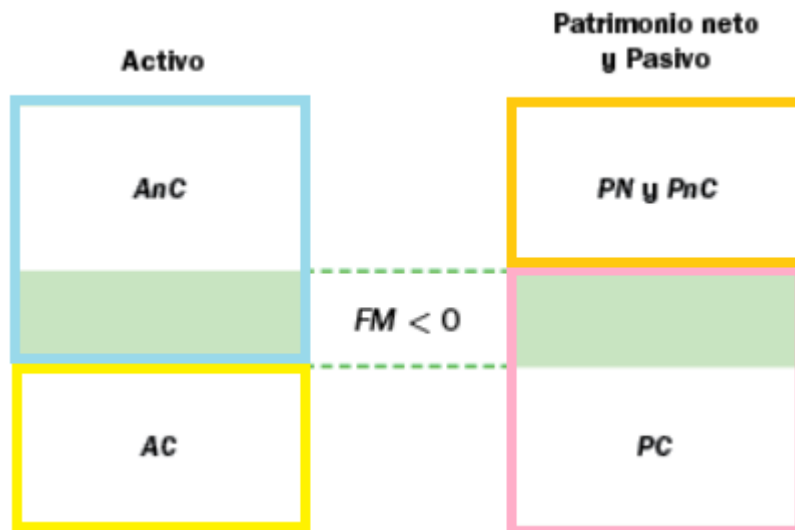 Activo
Patrimonio neto
y Pasivo
AnC
PN y PnC
FM < 0
AC
PC